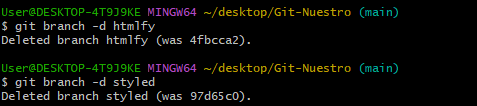 User@DESKTOP-4T9J9KE MINGW64 ~/desktop/Git-Nuestro (main)
$ git branch -d htmlfy
Deleted branch htmlfy (was 4fbcca2).
User@DESKTOP-4T9J9KE MINGW64 ~/desktop/Git-Nuestro (main)
$ git branch -d styled
Deleted branch styled (was 97d65c0).